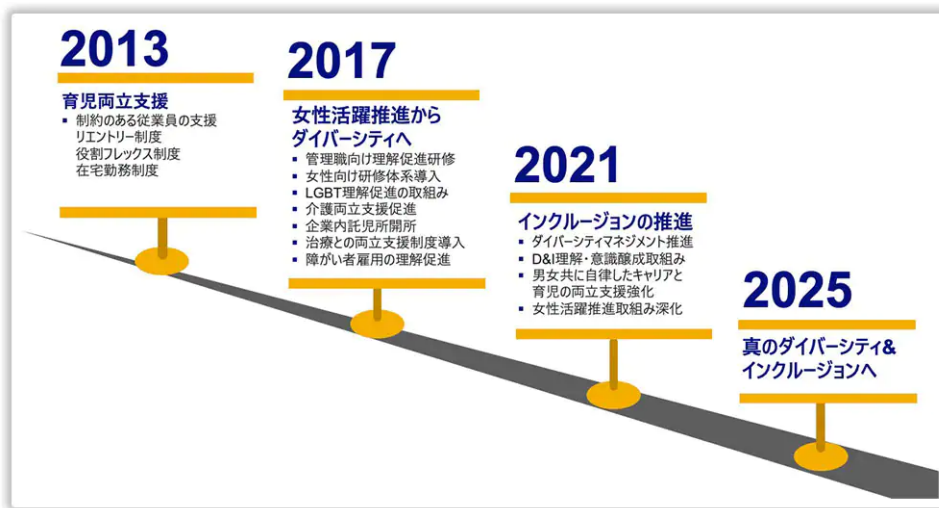 2013
育児両立支援
▪ 制約のある従業員の支援
リエントリー制度
役割フレックス制度
在宅勤務制度
2017
女性活躍推進から
ダイバーシティへ
▪ 管理職向け理解促進研修
▪ 女性向け研修体系導入
▪ LGBT理解促進の取組み
▪ 介護両立支援促進
▪ 企業内託児所開所
▪ 治療との両立支援制度導入
▪ 障がい者雇用の理解促進
2021
インクルージョンの推進
▪ ダイバーシティマネジメント推進
▪ D&I理解・意識醸成取組み
▪ 男女共に自律したキャリアと
育児の両立支援強化
▪ 女性活躍推進取組み深化
2025
真のダイバーシティ&
インクルージョンへ